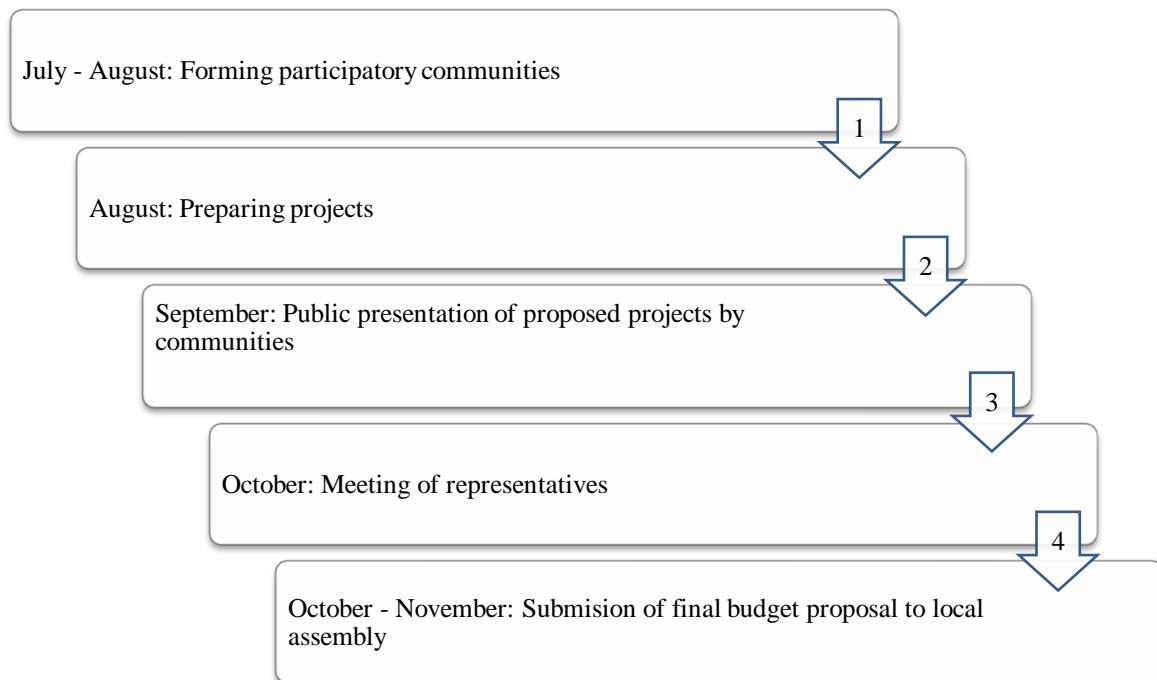 July - August: Forming participatory communities
1
August: Preparing projects
2
September: Public presentation of proposed projects by
communities
3
October: Meeting of representatives
4
October - November: Submision of final budget proposal to local
assembly